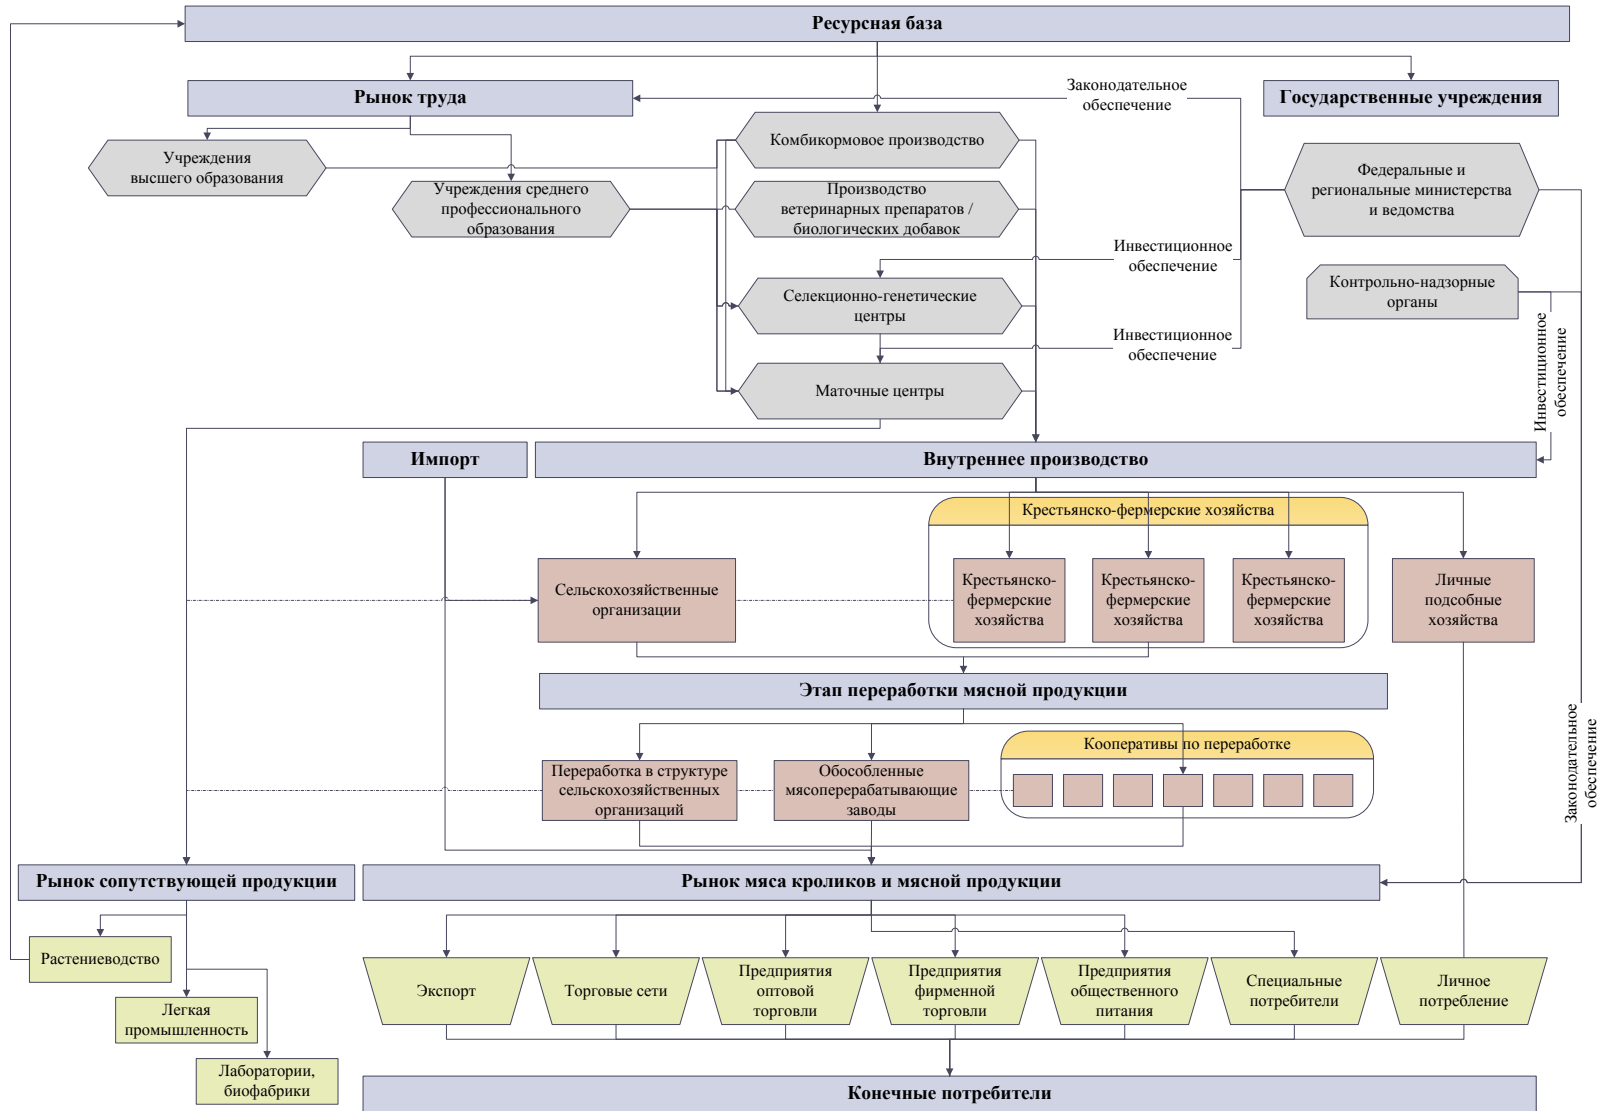 Ресурсная база
Рынок труда
Законодательное
обеспечение
Государственные учреждения
Учреждения
высшего образования
Комбикормовое производство
Федеральные и
региональные министерства
и ведомства
Учреждения среднего
профессионального
образования
Производство
ветеринарных препаратов /
биологических добавок
Инвестиционное
обеспечение
Селекционно-генетические
центры
Контрольно-надзорные
органы
Инвестиционное
обеспечение
Инвестиционное
обеспечение
Маточные центры
Импорт
Внутреннее производство
Крестьянско-фермерские хозяйства
Сельскохозяйственные
организации
Крестьянско-
фермерские
хозяйства
Крестьянско-
фермерские
хозяйства
Крестьянско-
фермерские
хозяйства
Личные
подсобные
хозяйства
Этап переработки мясной продукции
Законодательное
обеспечение
Кооперативы по переработке
Переработка в структуре
сельскохозяйственных
организаций
Обособленные
мясоперерабатывающие
заводы
Рынок сопутствующей продукции
Рынок мяса кроликов и мясной продукции
Растениеводство
Экспорт
Торговые сети
Предприятия
оптовой
торговли
Предприятия
фирменной
торговли
Предприятия
общественного
питания
Специальные
потребители
Личное
потребление
Легкая
промышленность
Лаборатории,
биофабрики
Конечные потребители